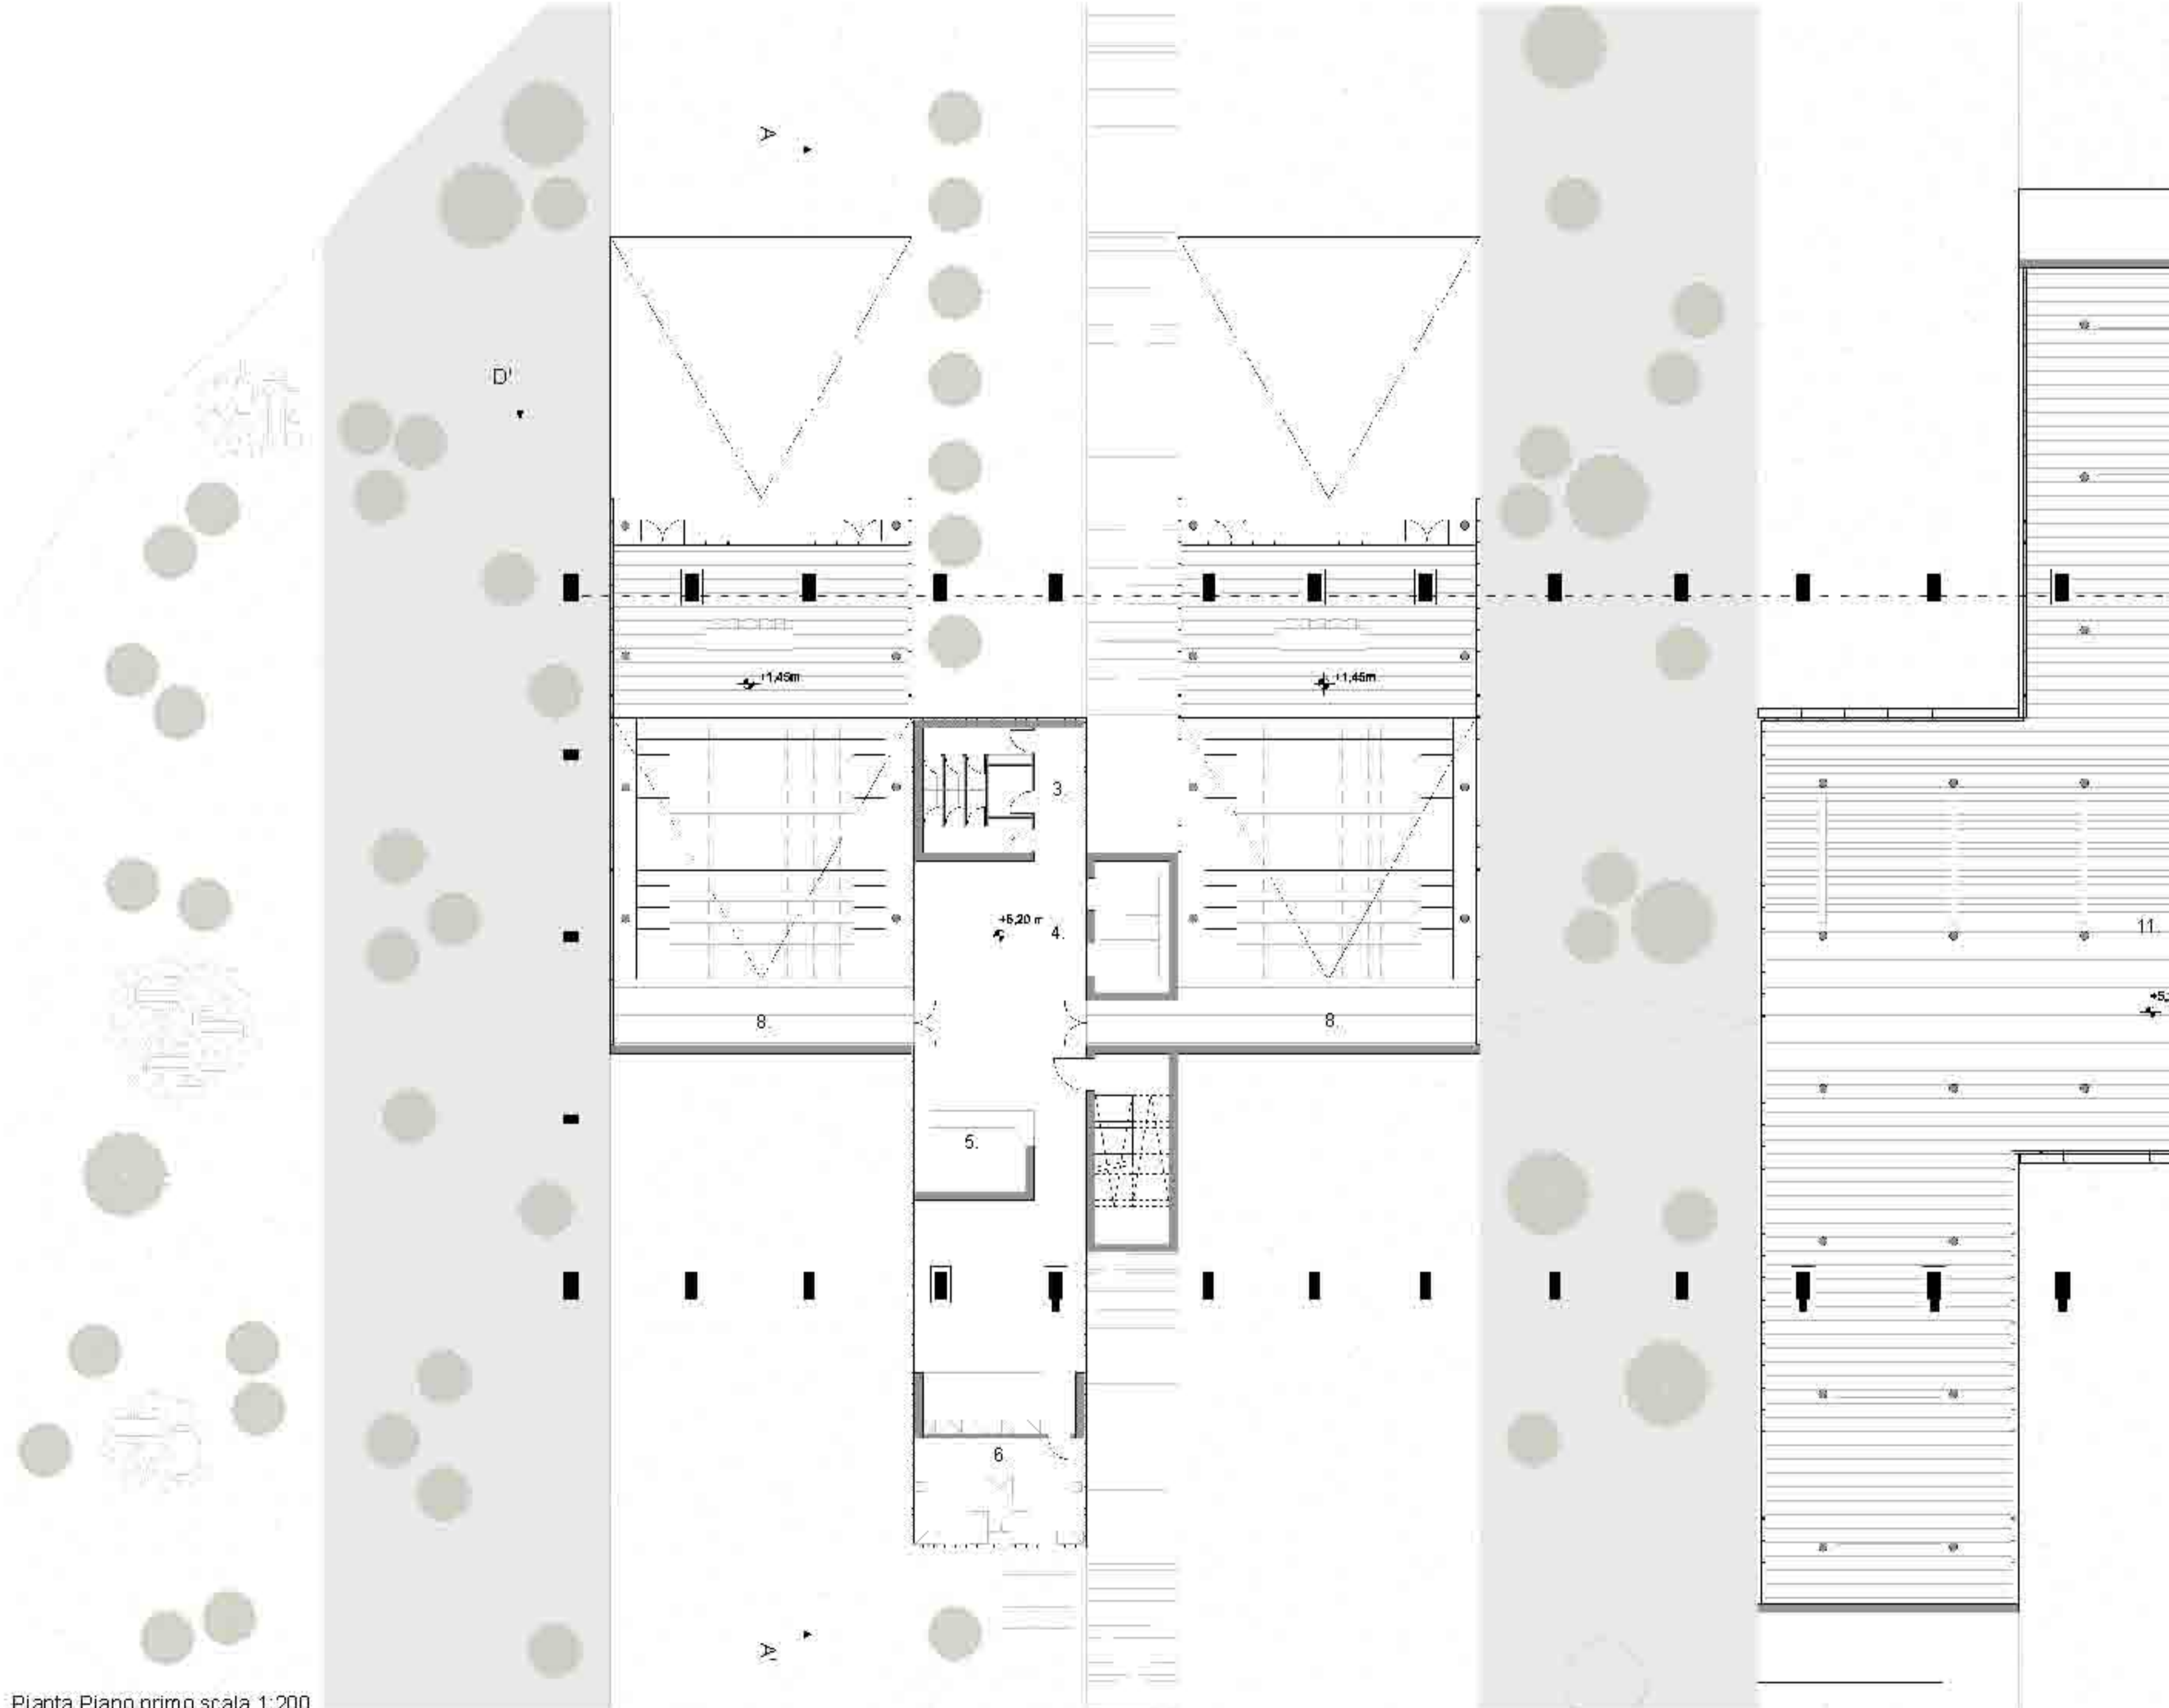 A
D'
+1,45m
+1,45m
3.
+5,20 m
4.
11.
8.
8.
5.
6
A'
Pianta Piano primo scala 1:200